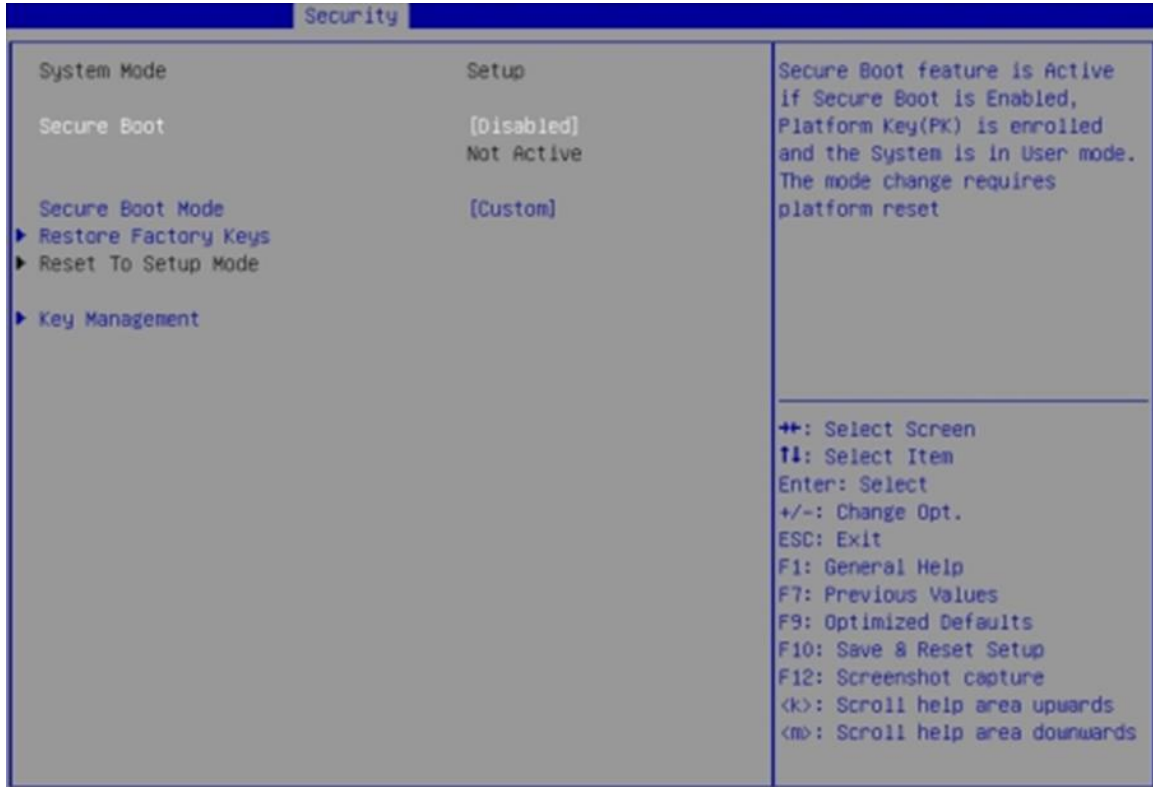 Security
System Mode Setup
Secure Boot [Disabled]
Not Active
Secure Boot Mode [Custom]
Restore Factory Keys
Reset To Setup Mode
Key Management
Secure Boot feature is Active
if Secure Boot is Enabled,
Platform Key(PK) is enrolled
and the System is in User mode.
The mode change requires
platform reset
→←: Select Screen
↑↓: Select Item
Enter: Select
+/-: Change Opt.
ESC: Exit
F1: General Help
F7: Previous Values
F9: Optimized Defaults
F10: Save & Reset Setup
F12: Screenshot capture
<k>: Scroll help area upwards
<m>: Scroll help area downwards